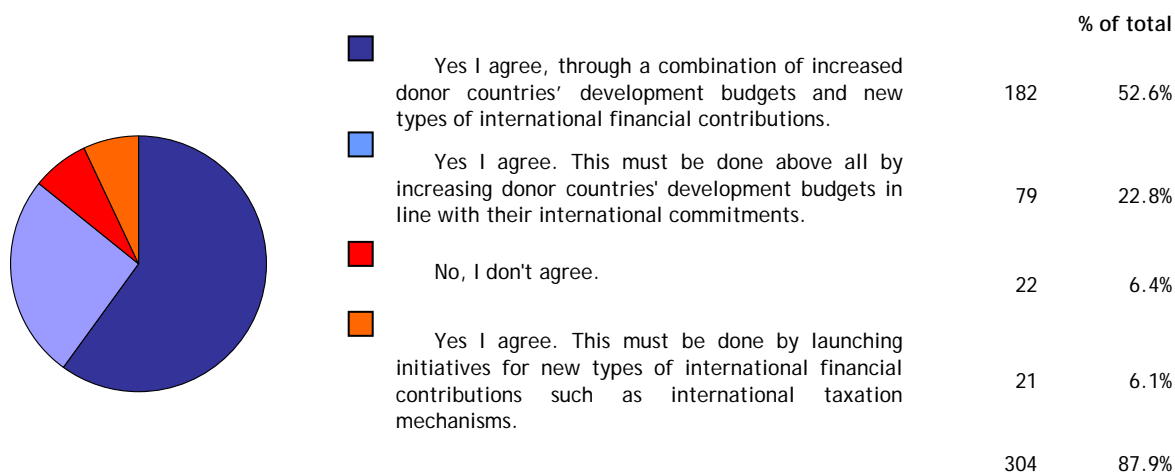 % of total
Yes I agree, through a combination of increased
donor countries' development budgets and new
types of international financial contributions.
182 52.6%
Yes I agree. This must be done above all by
increasing donor countries' development budgets in
line with their international commitments.
79 22.8%
No, I don't agree.
22 6.4%
Yes I agree. This must be done by launching
initiatives for new types of international financial
contributions such as international taxation
mechanisms.
21 6.1%
304 87.9%